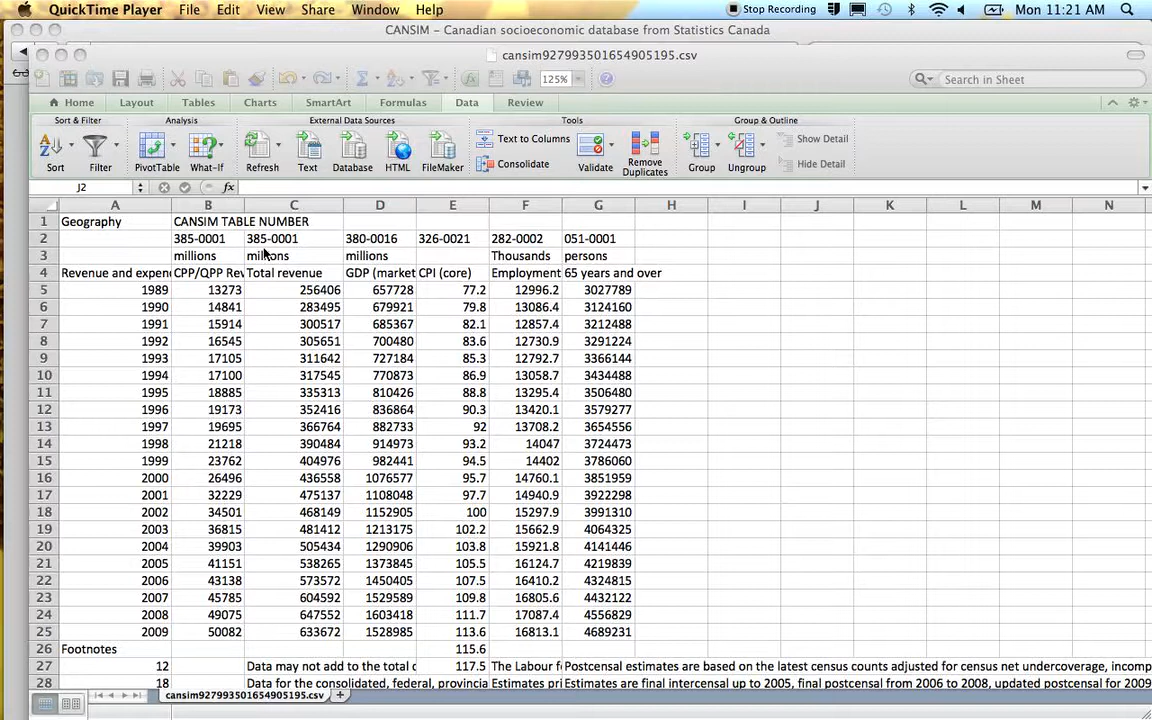 QuickTime Player File Edit View Share Window Help Stop Recording Mon 11:21 AM
CANSIM – Canadian socioeconomic database from Statistics Canada
cansim927993501654905195.csv
125% Search in Sheet
Home Layout Tables Charts SmartArt Formulas Data Review
Sort & Filter Analysis External Data Sources Tools Group & Outline
Text to Columns Show Detail
Consolidate Hide Detail
Sort Filter PivotTable What-If Refresh Text Database HTML FileMaker Validate Remove Duplicates Group Ungroup
J2 fx
A B C D E F G H I J K L M N
1 Geography CANSIM TABLE NUMBER
2 385-0001 385-0001 380-0016 326-0021 282-0002 051-0001
3 millions millions millions Thousands persons
4 Revenue and expen CPP/QPP Rev Total revenue GDP (market CPI (core) Employment 65 years and over
5 1989 13273 256406 657728 77.2 12996.2 3027789
6 1990 14841 283495 679921 79.8 13086.4 3124160
7 1991 15914 300517 685367 82.1 12857.4 3212488
8 1992 16545 305651 700480 83.6 12730.9 3291224
9 1993 17105 311642 727184 85.3 12792.7 3366144
10 1994 17100 317545 770873 86.9 13058.7 3434488
11 1995 18885 335313 810426 88.8 13295.4 3506480
12 1996 19173 352416 836864 90.3 13420.1 3579277
13 1997 19695 366764 882733 92 13708.2 3654556
14 1998 21218 390484 914973 93.2 14047 3724473
15 1999 23762 404976 982441 94.5 14402 3786060
16 2000 26496 436558 1076577 95.7 14760.1 3851959
17 2001 32229 475137 1108048 97.7 14940.9 3922298
18 2002 34501 468149 1152905 100 15297.9 3991310
19 2003 36815 481412 1213175 102.2 15662.9 4064325
20 2004 39903 505434 1290906 103.8 15921.8 4141446
21 2005 41151 538265 1373845 105.5 16124.7 4219839
22 2006 43138 573572 1450405 107.5 16410.2 4324815
23 2007 45785 604592 1529589 109.8 16805.6 4432122
24 2008 49075 647552 1603418 111.7 17087.4 4556829
25 2009 50082 633672 1528985 113.6 16813.1 4689231
26 Footnotes 115.6
27 12 Data may not add to the total 117.5 The Labour f Postcensal estimates are based on the latest census counts adjusted for census net undercoverage, incomp
28 18 Data for the consolidated, federal, provincia Estimates pri Estimates are final intercensal up to 2005, final postcensal from 2006 to 2008, updated postcensal for 2009
cansim927993501654905195.csv